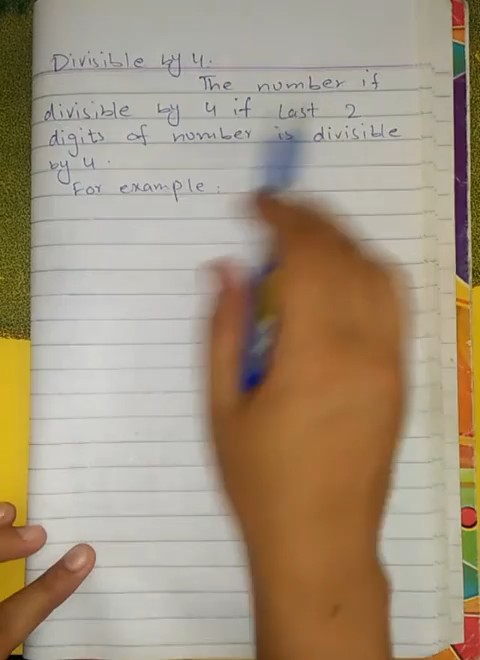 Divisible by 4.
The number if
divisible by 4 if last 2
digits of number is divisible
by 4.
For example :